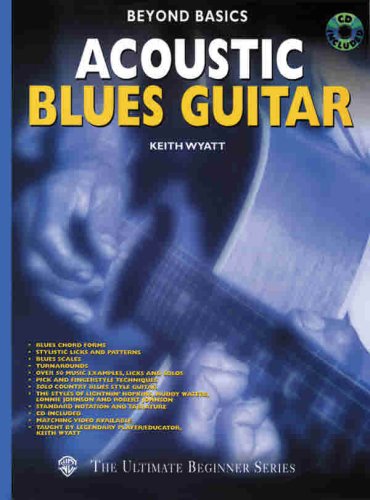 BEYOND BASICS
CD
INCLUDED
ACOUSTIC
BLUES GUITAR
KEITH WYATT
• BLUES CHORD FORMS
• STYLISTIC LICKS AND PATTERNS
• BLUES SCALES
• TURNAROUNDS
• OVER 50 MUSIC EXAMPLES, LICKS AND SOLOS
• PICK AND FINGERSTYLE TECHNIQUES
• SOLO COUNTRY BLUES STYLE GUITAR
• THE STYLES OF LIGHTNIN' HOPKINS, MUDDY WATERS,
LONNIE JOHNSON AND ROBERT JOHNSON
• STANDARD NOTATION AND TABLATURE
• CD INCLUDED
• MATCHING VIDEO AVAILABLE
• TAUGHT BY LEGENDARY PLAYER/EDUCATOR,
KEITH WYATT
THE ULTIMATE BEGINNER SERIES